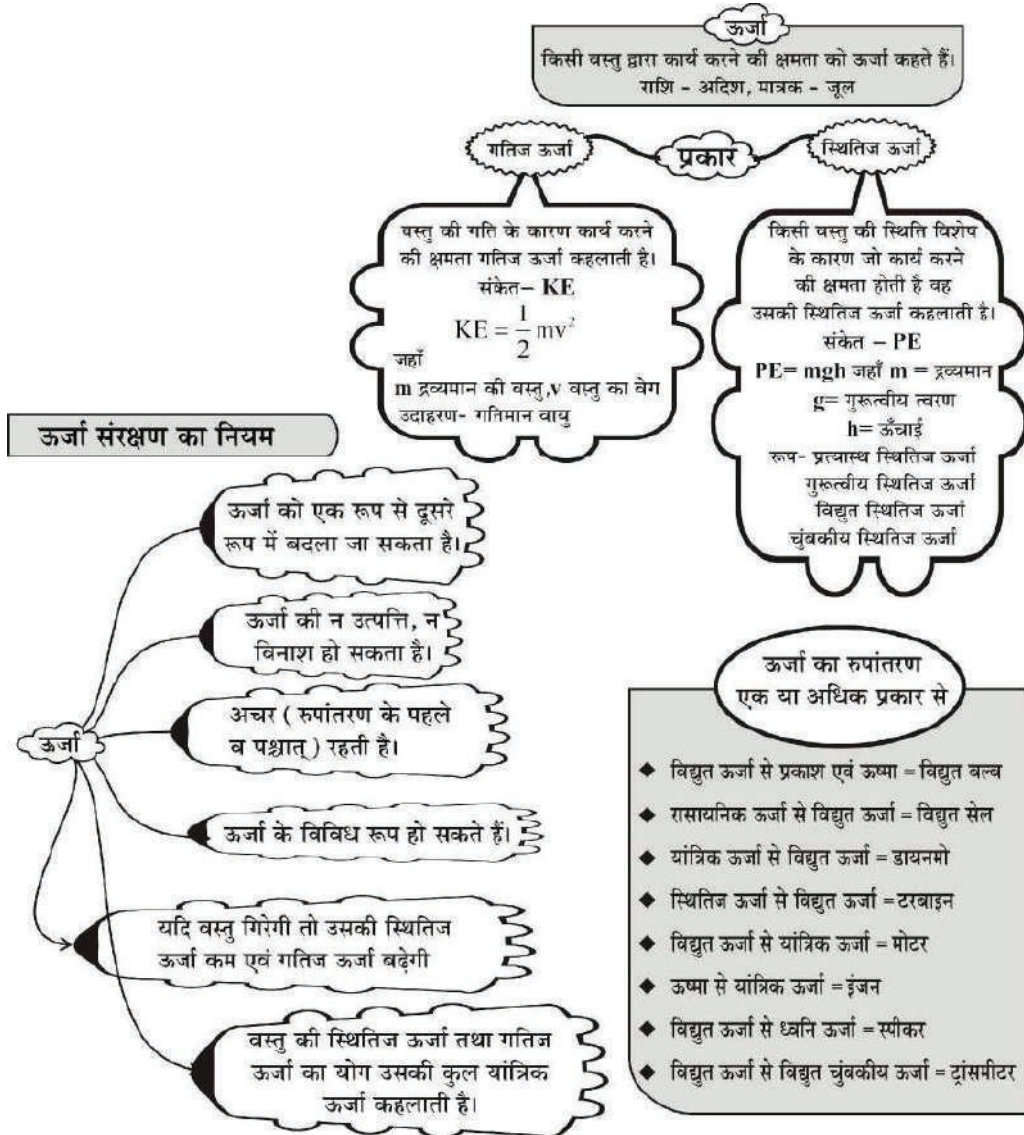 ऊर्जा
किसी वस्तु द्वारा कार्य करने की क्षमता को ऊर्जा कहते हैं।
राशि - अदिश, मात्रक - जूल
गतिज ऊर्जा
प्रकार
स्थितिज ऊर्जा
वस्तु की गति के कारण कार्य करने
की क्षमता गतिज ऊर्जा कहलाती है।
संकेत– KE
KE = 1/2 mv²
जहाँ
m द्रव्यमान की वस्तु, v वस्तु का वेग
उदाहरण- गतिमान वायु
किसी वस्तु की स्थिति विशेष
के कारण जो कार्य करने
की क्षमता होती है वह
उसकी स्थितिज ऊर्जा कहलाती है।
संकेत – PE
PE= mgh जहाँ m = द्रव्यमान
g= गुरूत्वीय त्वरण
h= ऊँचाई
रूप- प्रत्यास्थ स्थितिज ऊर्जा
गुरूत्वीय स्थितिज ऊर्जा
विद्युत स्थितिज ऊर्जा
चुंबकीय स्थितिज ऊर्जा
ऊर्जा संरक्षण का नियम
ऊर्जा
ऊर्जा को एक रूप से दूसरे
रूप में बदला जा सकता है।
ऊर्जा की न उत्पत्ति, न
विनाश हो सकता है।
अचर ( रुपांतरण के पहले
व पश्चात् ) रहती है।
ऊर्जा के विविध रूप हो सकते हैं।
यदि वस्तु गिरेगी तो उसकी स्थितिज
ऊर्जा कम एवं गतिज ऊर्जा बढ़ेगी
वस्तु की स्थितिज ऊर्जा तथा गतिज
ऊर्जा का योग उसकी कुल यांत्रिक
ऊर्जा कहलाती है।
ऊर्जा का रुपांतरण
एक या अधिक प्रकार से
◆ विद्युत ऊर्जा से प्रकाश एवं ऊष्मा = विद्युत बल्ब
◆ रासायनिक ऊर्जा से विद्युत ऊर्जा = विद्युत सेल
◆ यांत्रिक ऊर्जा से विद्युत ऊर्जा = डायनमो
◆ स्थितिज ऊर्जा से विद्युत ऊर्जा =टरबाइन
◆ विद्युत ऊर्जा से यांत्रिक ऊर्जा = मोटर
◆ ऊष्मा से यांत्रिक ऊर्जा = इंजन
◆ विद्युत ऊर्जा से ध्वनि ऊर्जा = स्पीकर
◆ विद्युत ऊर्जा से विद्युत चुंबकीय ऊर्जा = ट्रांसमीटर